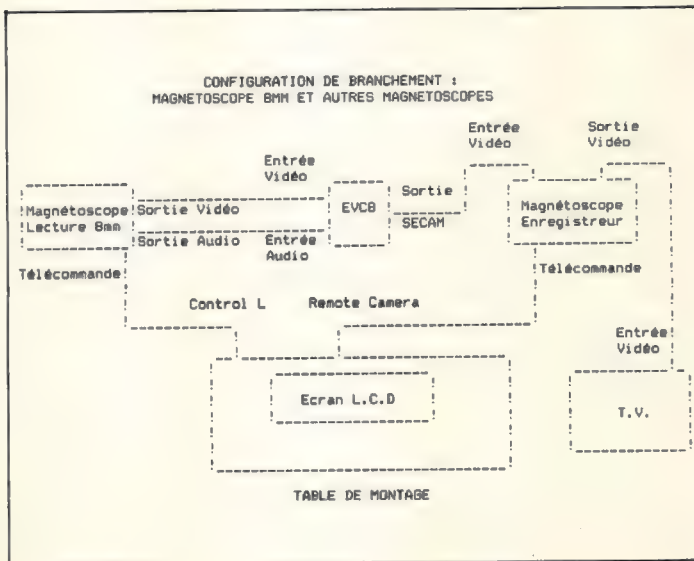 CONFIGURATION DE BRANCHEMENT :
MAGNETOSCOPE 8MM ET AUTRES MAGNETOSCOPES
Entrée
Vidéo
Sortie
Vidéo
Entrée
Vidéo
Magnétoscope
Lecture 8mm
Sortie Vidéo
Sortie Audio
Entrée
Audio
EVC8
Sortie
SECAM
Magnétoscope
Enregistreur
Télécommande
Télécommande
Control L
Remote Camera
Entrée
Vidéo
Ecran L.C.D
T.V.
TABLE DE MONTAGE